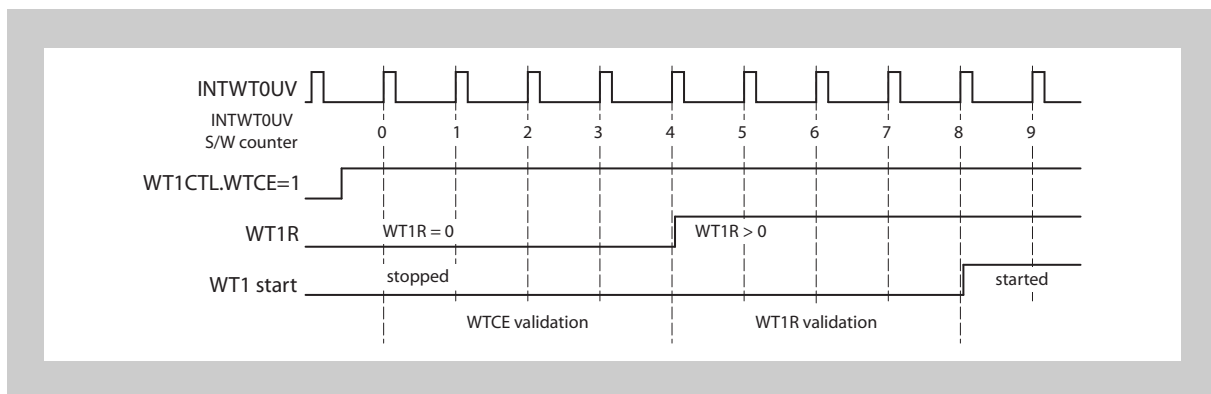 INTWT0UV
INTWT0UV
S/W counter
0 1 2 3 4 5 6 7 8 9
WT1CTL.WTCE=1
WT1R
WT1R = 0
WT1R > 0
WT1 start
stopped
started
WTCE validation
WT1R validation